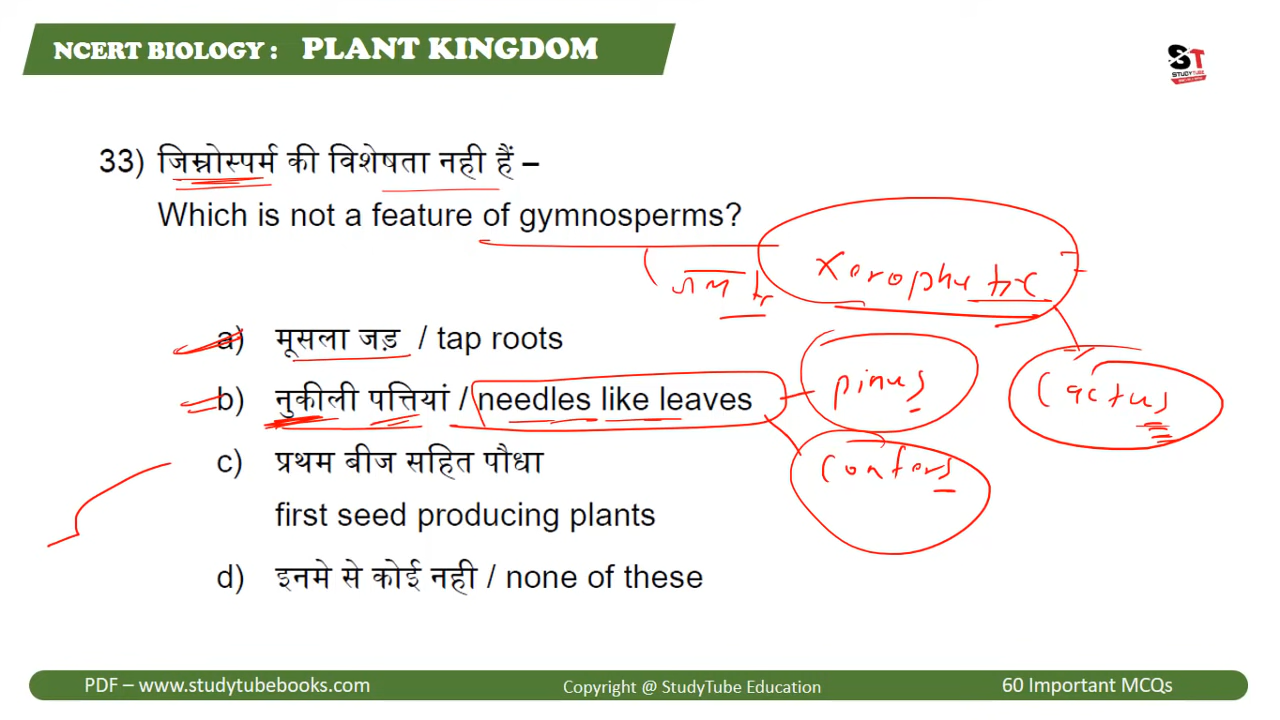 NCERT BIOLOGY : PLANT KINGDOM
ST
STUDYTUBE
33) जिम्नोस्पर्म की विशेषता नही हैं –
Which is not a feature of gymnosperms?
a) मूसला जड़ / tap roots
b) नुकीली पत्तियां / needles like leaves
pinus
Cactus
c) प्रथम बीज सहित पौधा
first seed producing plants
d) इनमे से कोई नही / none of these
PDF – www.studytubebooks.com
Copyright @ StudyTube Education
60 Important MCQs